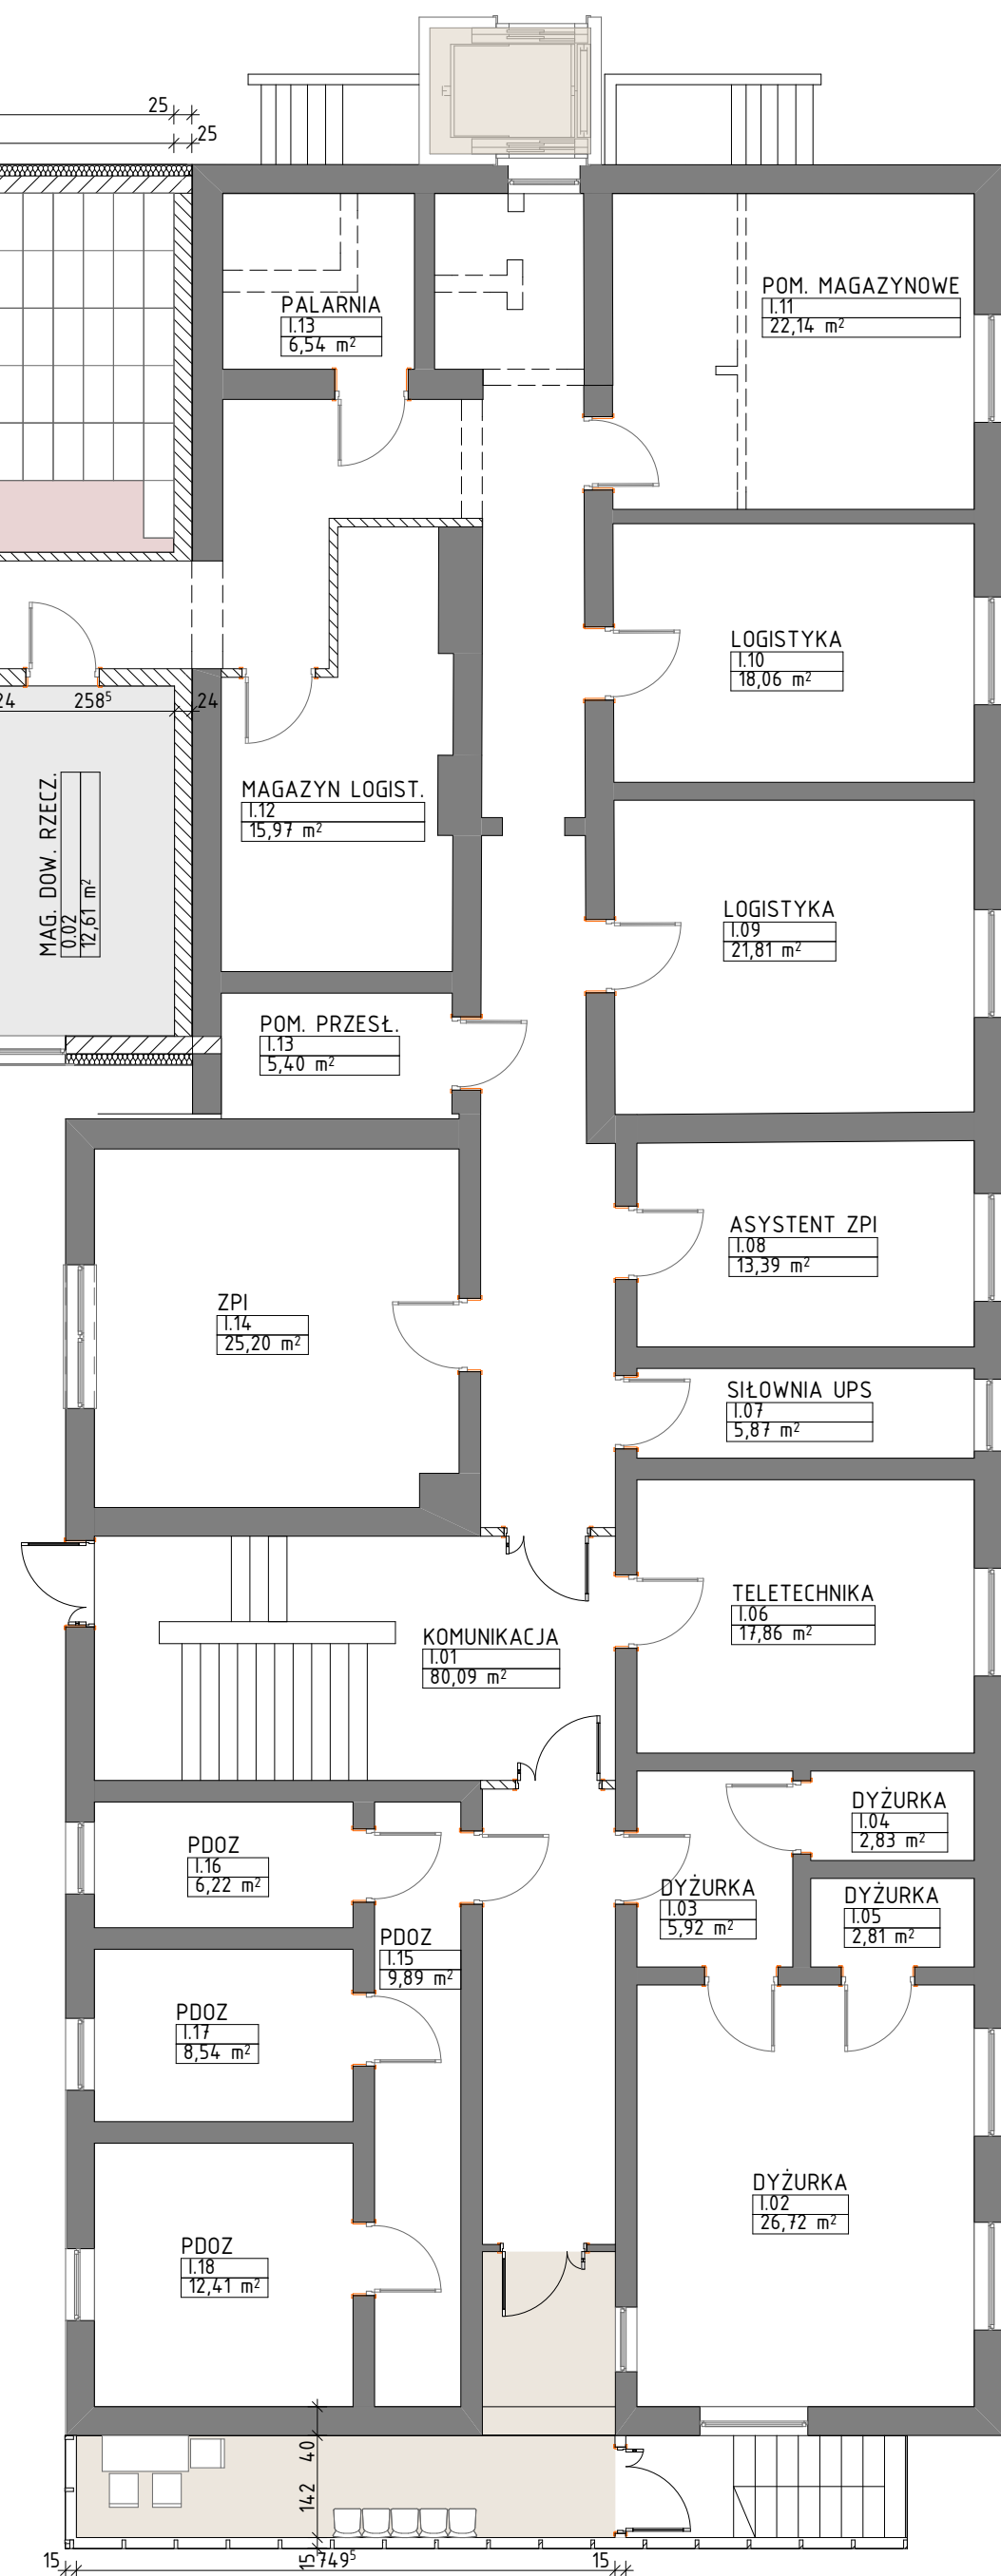 25
25
PALARNIA
I.13
6,54 m²
POM. MAGAZYNOWE
I.11
22,14 m²
LOGISTYKA
I.10
18,06 m²
24
258⁵
24
MAGAZYN LOGIST.
I.12
15,97 m²
MAG. DOW. RZECZ.
0.02
12,61 m²
LOGISTYKA
I.09
21,81 m²
POM. PRZESŁ.
I.13
5,40 m²
ASYSTENT ZPI
I.08
13,39 m²
ZPI
I.14
25,20 m²
SIŁOWNIA UPS
I.07
5,87 m²
TELETECHNIKA
I.06
17,86 m²
KOMUNIKACJA
I.01
80,09 m²
DYŻURKA
I.04
2,83 m²
PDOZ
I.16
6,22 m²
DYŻURKA
I.03
5,92 m²
DYŻURKA
I.05
2,81 m²
PDOZ
I.15
9,89 m²
PDOZ
I.17
8,54 m²
DYŻURKA
I.02
26,72 m²
PDOZ
I.18
12,41 m²
40
142
15
15
749⁵
15